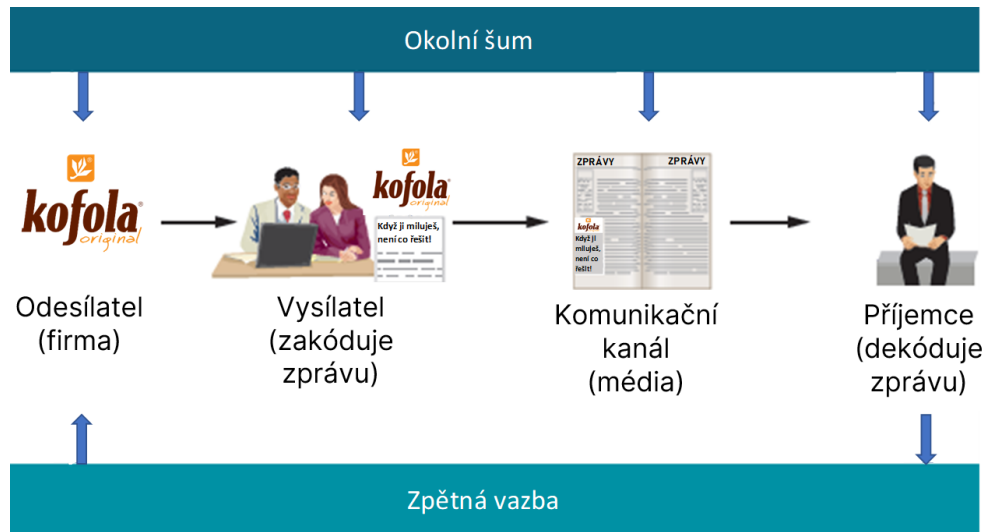 Okolní šum
kofola
original
kofola
original
Když ji miluješ,
není co řešit!
ZPRÁVY
ZPRÁVY
kofola
Když ji
miluješ,
není co
řešit!
Odesílatel
(firma)
Vysílatel
(zakóduje
zprávu)
Komunikační
kanál
(média)
Příjemce
(dekóduje
zprávu)
Zpětná vazba